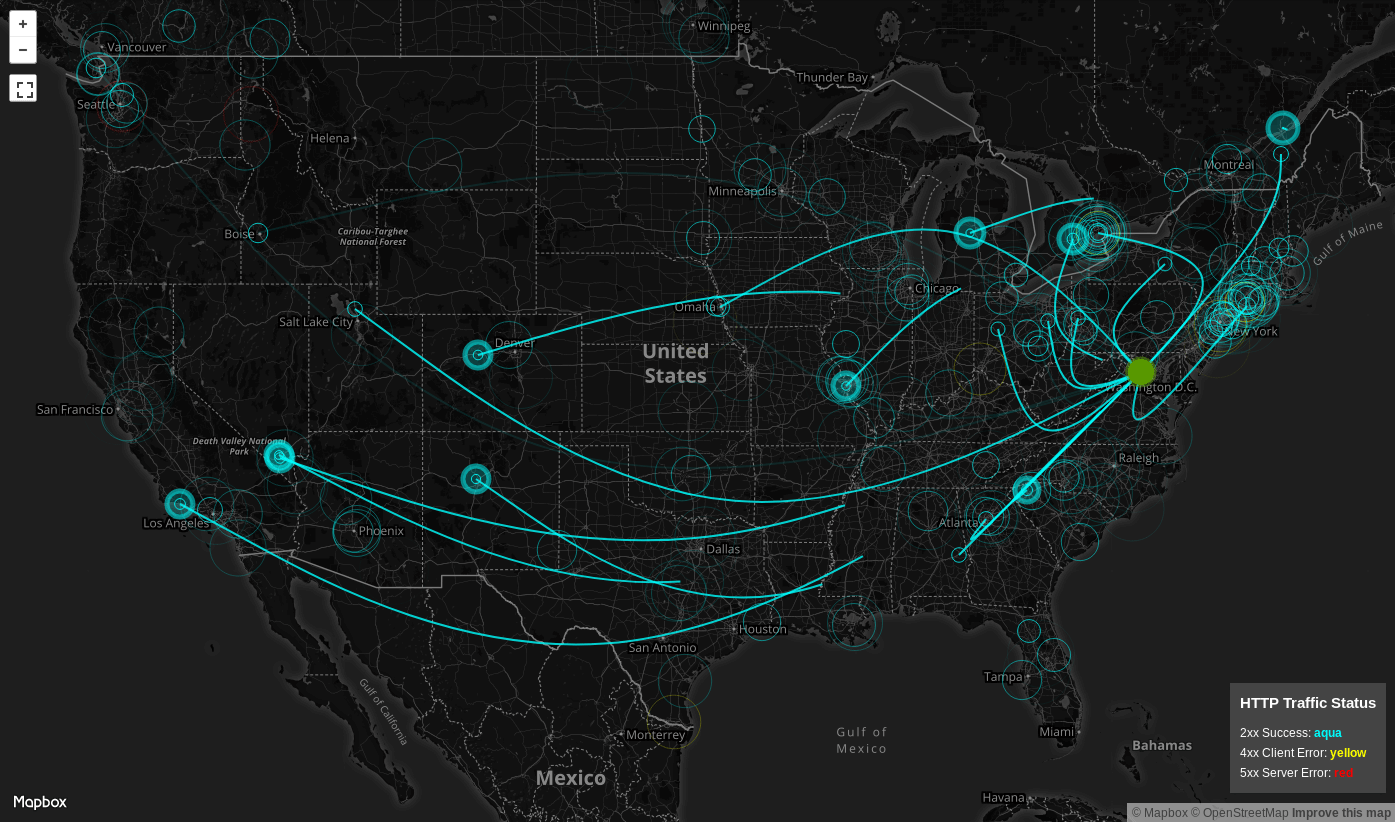 +
−
Winnipeg
Vancouver
Thunder Bay
Seattle
Helena
Montreal
Minneapolis
Boise
Caribou-Targhee
National Forest
Gulf of Maine
Chicago
Omaha
Salt Lake City
New York
Denver
United
States
Washington D.C.
San Francisco
Death Valley National
Park
Raleigh
Los Angeles
Phoenix
Atlanta
Dallas
Houston
San Antonio
Tampa
Gulf of California
Gulf of
Mexico
Miami
Monterrey
Bahamas
Mexico
Havana
HTTP Traffic Status
2xx Success: aqua
4xx Client Error: yellow
5xx Server Error: red
Mapbox
© Mapbox © OpenStreetMap Improve this map